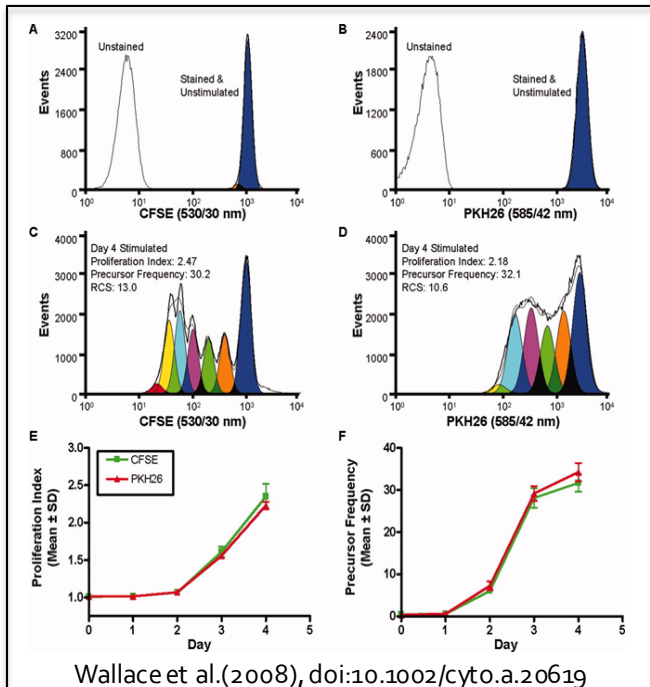 A
3200
2400
1600
800
0
Events
Unstained
Stained &
Unstimulated
10⁰ 10¹ 10² 10³ 10⁴
CFSE (530/30 nm)
B
2400
1800
1200
600
0
Events
Unstained
Stained &
Unstimulated
10⁰ 10¹ 10² 10³ 10⁴
PKH26 (585/42 nm)
C
4000
3000
2000
1000
0
Events
Day 4 Stimulated
Proliferation Index: 2.47
Precursor Frequency: 30.2
RCS: 13.0
10⁰ 10¹ 10² 10³ 10⁴
CFSE (530/30 nm)
D
4000
3000
2000
1000
0
Events
Day 4 Stimulated
Proliferation Index: 2.18
Precursor Frequency: 32.1
RCS: 10.6
10⁰ 10¹ 10² 10³ 10⁴
PKH26 (585/42 nm)
E
3.0
2.5
2.0
1.5
1.0
Proliferation Index
(Mean ± SD)
CFSE
PKH26
0 1 2 3 4 5
Day
F
40
30
20
10
0
Precursor Frequency
(Mean ± SD)
0 1 2 3 4 5
Day
Wallace et al.(2008), doi:10.1002/cyto.a.20619